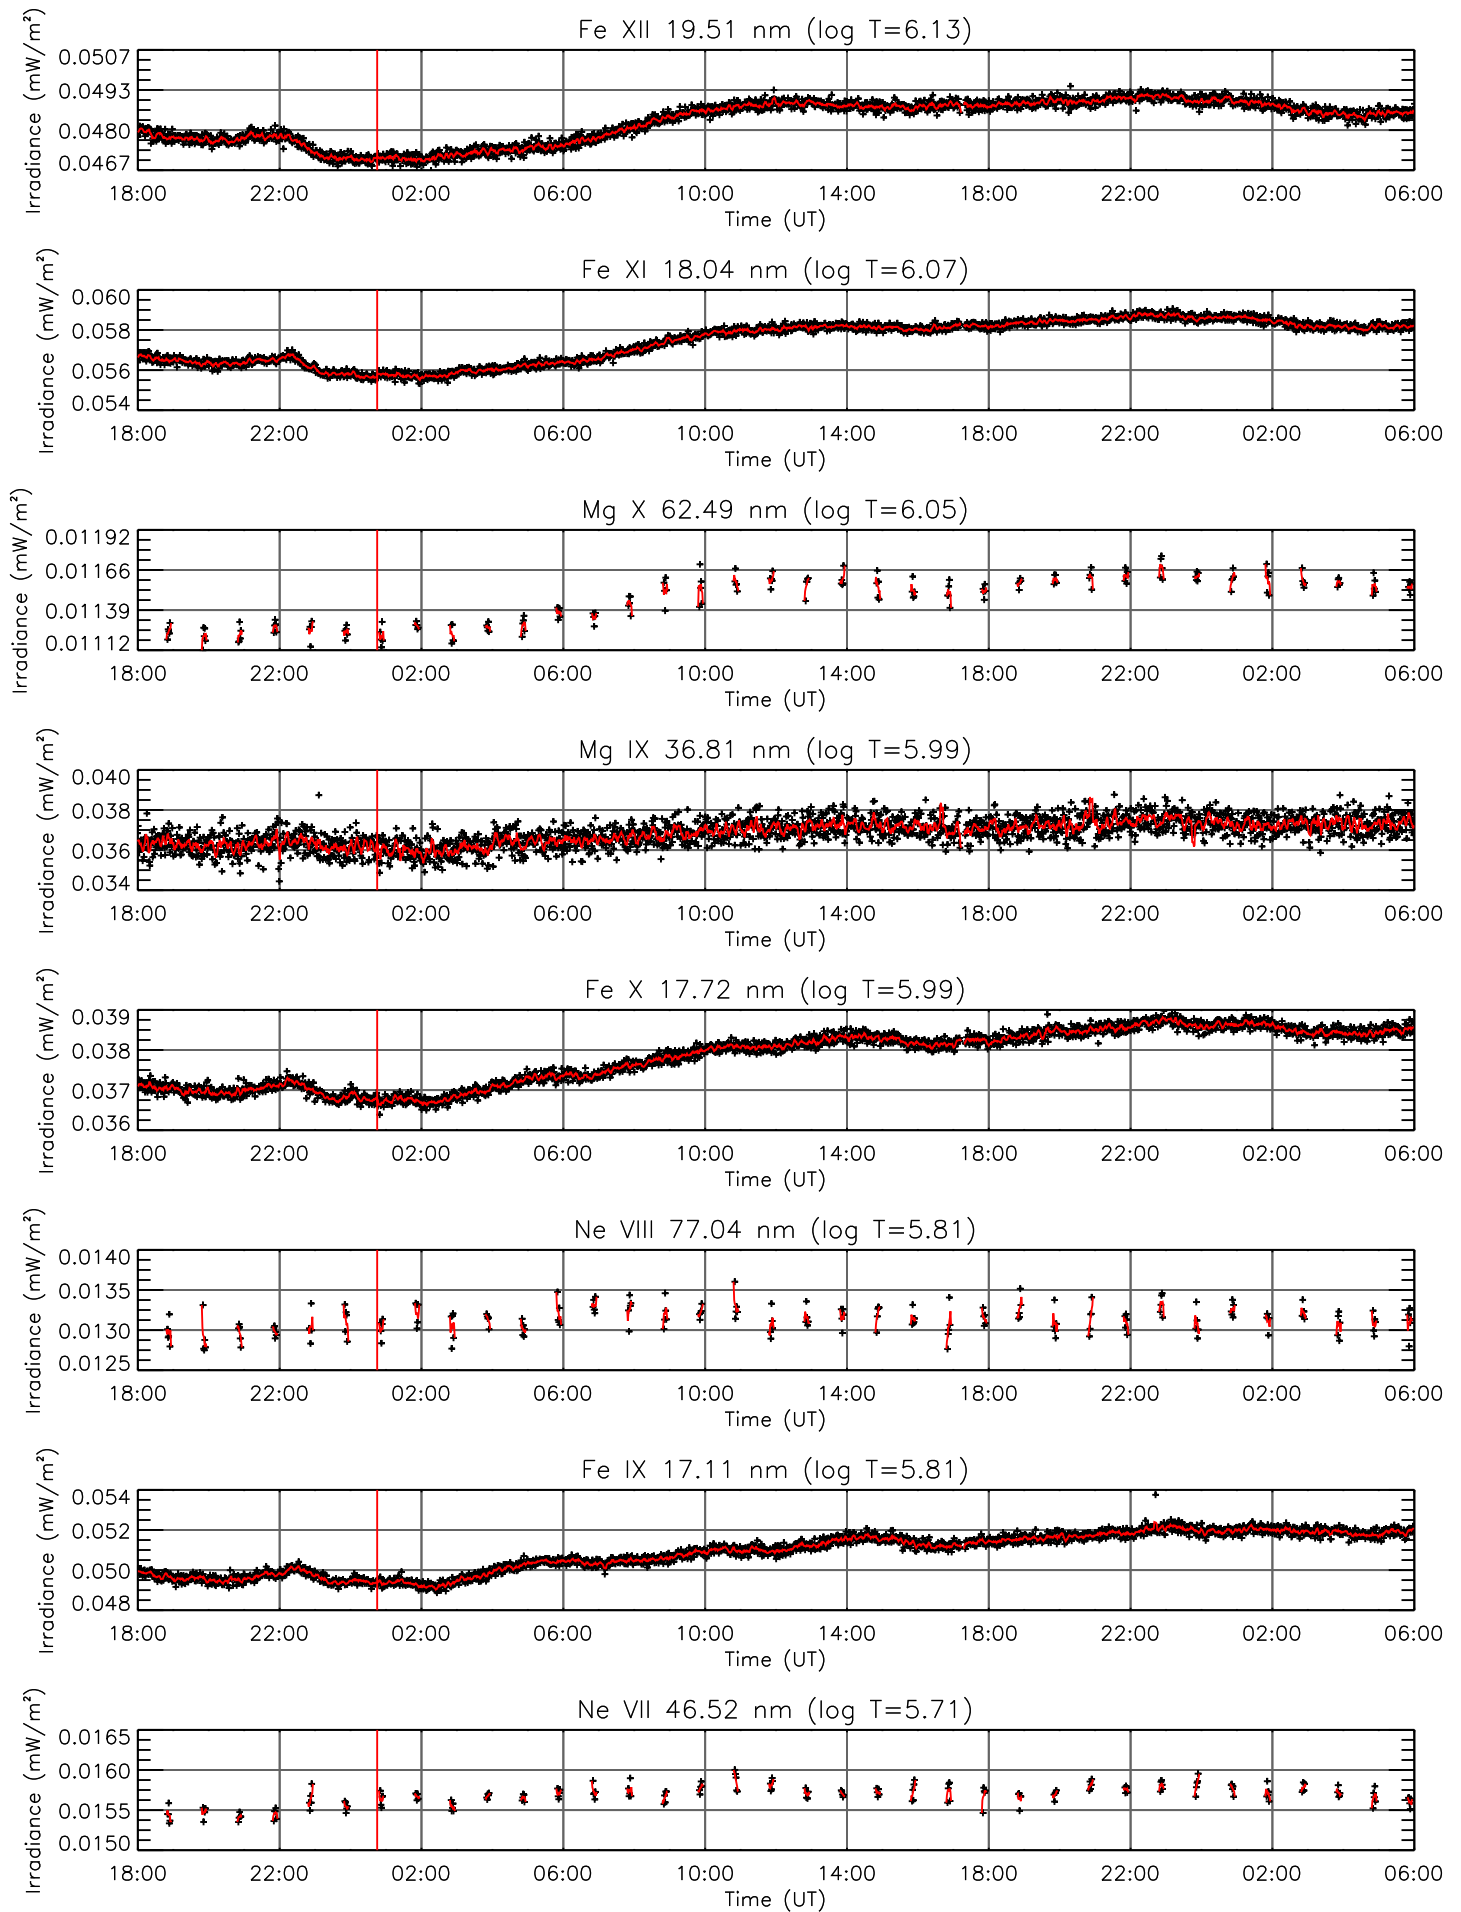 Fe XII 19.51 nm (log T=6.13)
Irradiance (mW/m²)
0.0507
0.0493
0.0480
0.0467
18:00 22:00 02:00 06:00 10:00 14:00 18:00 22:00 02:00 06:00
Time (UT)
Fe XI 18.04 nm (log T=6.07)
Irradiance (mW/m²)
0.060
0.058
0.056
0.054
18:00 22:00 02:00 06:00 10:00 14:00 18:00 22:00 02:00 06:00
Time (UT)
Mg X 62.49 nm (log T=6.05)
Irradiance (mW/m²)
0.01192
0.01166
0.01139
0.01112
18:00 22:00 02:00 06:00 10:00 14:00 18:00 22:00 02:00 06:00
Time (UT)
Mg IX 36.81 nm (log T=5.99)
Irradiance (mW/m²)
0.040
0.038
0.036
0.034
18:00 22:00 02:00 06:00 10:00 14:00 18:00 22:00 02:00 06:00
Time (UT)
Fe X 17.72 nm (log T=5.99)
Irradiance (mW/m²)
0.039
0.038
0.037
0.036
18:00 22:00 02:00 06:00 10:00 14:00 18:00 22:00 02:00 06:00
Time (UT)
Ne VIII 77.04 nm (log T=5.81)
Irradiance (mW/m²)
0.0140
0.0135
0.0130
0.0125
18:00 22:00 02:00 06:00 10:00 14:00 18:00 22:00 02:00 06:00
Time (UT)
Fe IX 17.11 nm (log T=5.81)
Irradiance (mW/m²)
0.054
0.052
0.050
0.048
18:00 22:00 02:00 06:00 10:00 14:00 18:00 22:00 02:00 06:00
Time (UT)
Ne VII 46.52 nm (log T=5.71)
Irradiance (mW/m²)
0.0165
0.0160
0.0155
0.0150
18:00 22:00 02:00 06:00 10:00 14:00 18:00 22:00 02:00 06:00
Time (UT)